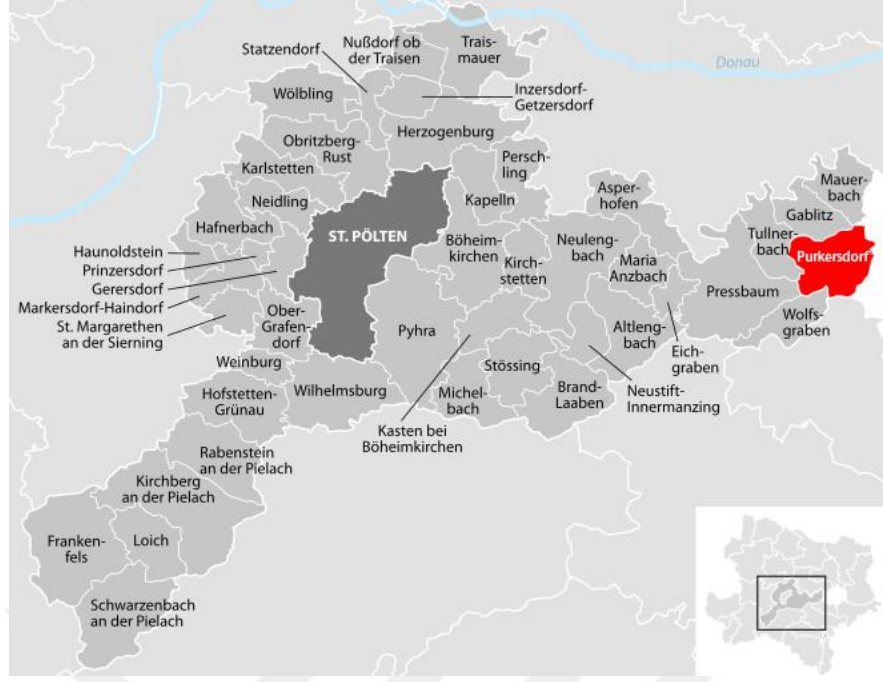 Statzendorf
Nußdorf ob
der Traisen
Trais-
mauer
Donau
Wölbling
Inzersdorf-
Getzersdorf
Obritzberg-
Rust
Herzogenburg
Karlstetten
Persch-
ling
Neidling
Kapelln
Asper-
hofen
Mauer-
bach
Hafnerbach
Gablitz
ST. PÖLTEN
Böheim-
kirchen
Neuleng-
bach
Tullner-
bach
Haunoldstein
Prinzersdorf
Kirch-
stetten
Maria
Anzbach
Purkersdorf
Gerersdorf
Markersdorf-Haindorf
Pressbaum
St. Margarethen
an der Sierning
Ober-
Grafen-
dorf
Pyhra
Altleng-
bach
Wolfs-
graben
Weinburg
Eich-
graben
Stössing
Hofstetten-
Grünau
Wilhelmsburg
Michel-
bach
Brand-
Laaben
Neustift-
Innermanzing
Kasten bei
Böheimkirchen
Rabenstein
an der Pielach
Kirchberg
an der Pielach
Franken-
fels
Loich
Schwarzenbach
an der Pielach